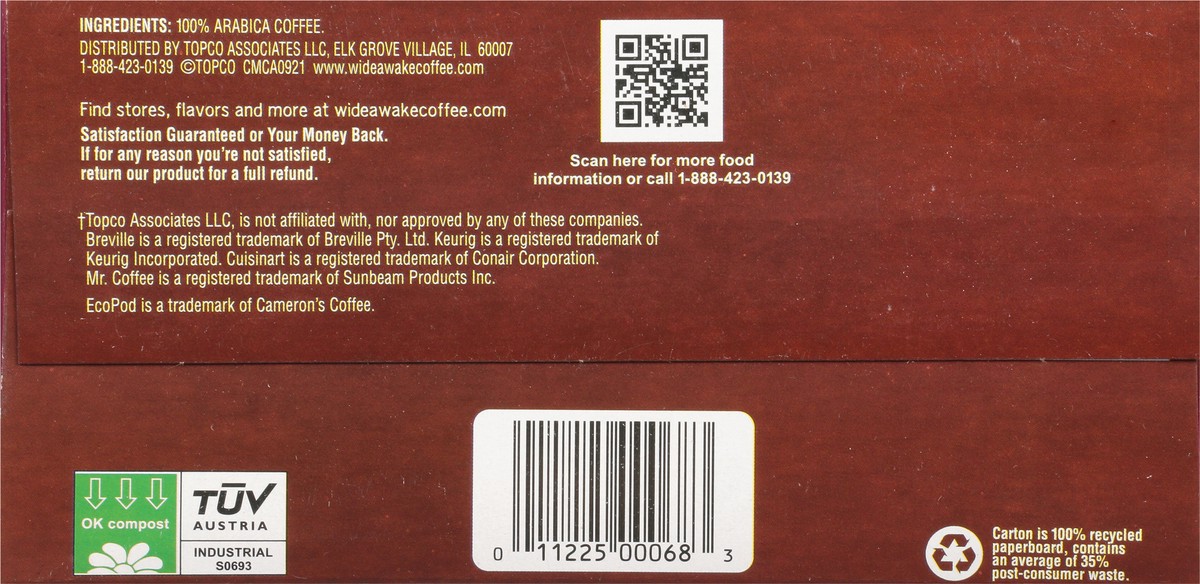 INGREDIENTS: 100% ARABICA COFFEE.
DISTRIBUTED BY TOPCO ASSOCIATES LLC, ELK GROVE VILLAGE, IL 60007
1-888-423-0139 ©TOPCO CMCA0921 www.wideawakecoffee.com
Find stores, flavors and more at wideawakecoffee.com
Satisfaction Guaranteed or Your Money Back.
If for any reason you're not satisfied,
return our product for a full refund.
Scan here for more food
information or call 1-888-423-0139
†Topco Associates LLC, is not affiliated with, nor approved by any of these companies.
Breville is a registered trademark of Breville Pty. Ltd. Keurig is a registered trademark of
Keurig Incorporated. Cuisinart is a registered trademark of Conair Corporation.
Mr. Coffee is a registered trademark of Sunbeam Products Inc.
EcoPod is a trademark of Cameron's Coffee.
OK compost
TÜV
AUSTRIA
INDUSTRIAL
S0693
0 11225 00068 3
Carton is 100% recycled
paperboard, contains
an average of 35%
post-consumer waste.